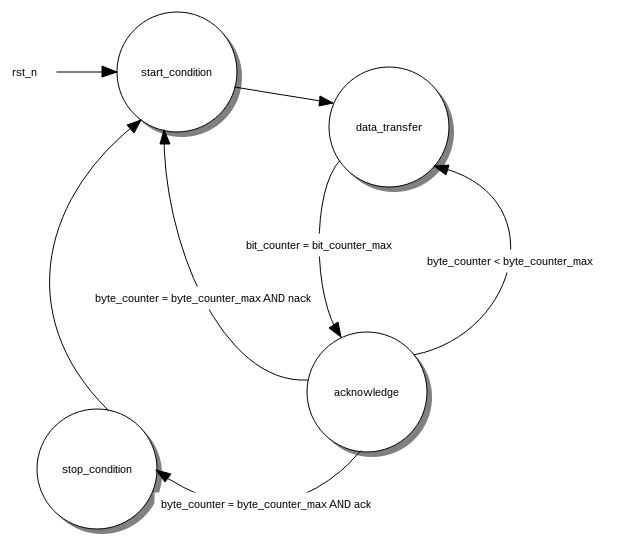 rst_n
start_condition
data_transfer
bit_counter = bit_counter_max
byte_counter < byte_counter_max
byte_counter = byte_counter_max AND nack
acknowledge
stop_condition
byte_counter = byte_counter_max AND ack